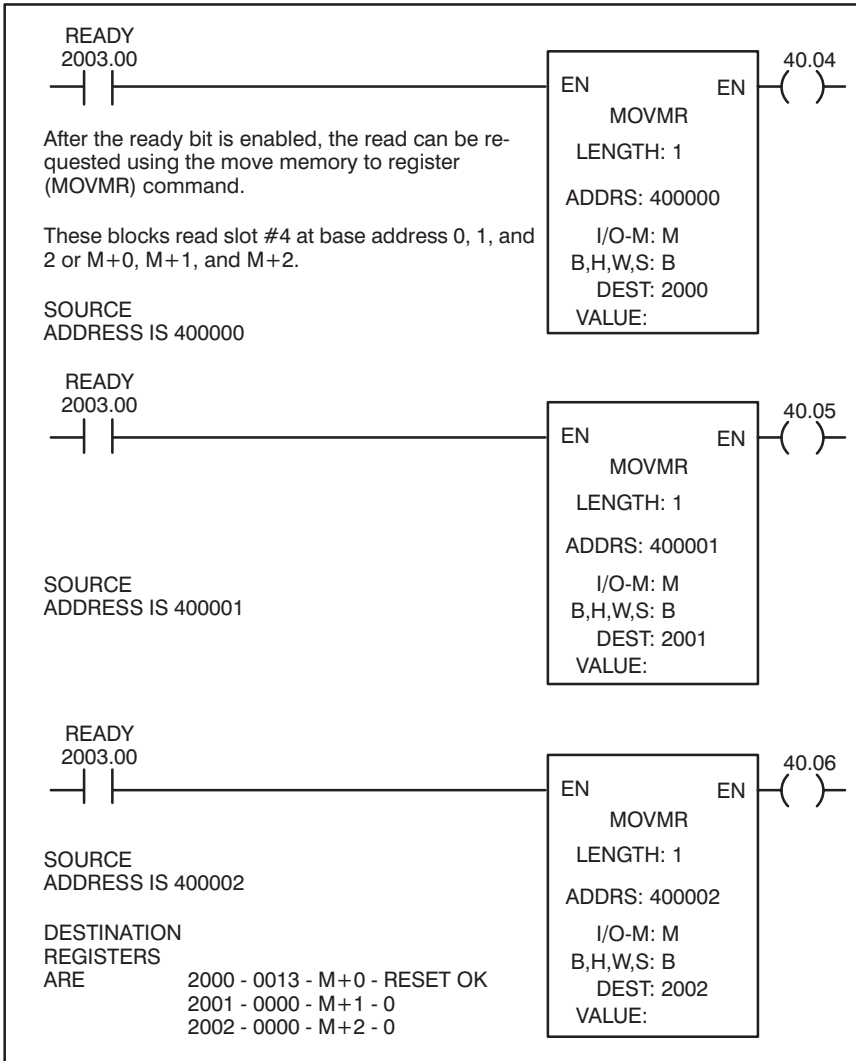 READY
2003.00
40.04
EN EN
MOVMR
LENGTH: 1
ADDRS: 400000
I/O-M: M
B,H,W,S: B
DEST: 2000
VALUE:
After the ready bit is enabled, the read can be re-
quested using the move memory to register
(MOVMR) command.
These blocks read slot #4 at base address 0, 1, and
2 or M+0, M+1, and M+2.
SOURCE
ADDRESS IS 400000
READY
2003.00
40.05
EN EN
MOVMR
LENGTH: 1
ADDRS: 400001
I/O-M: M
B,H,W,S: B
DEST: 2001
VALUE:
SOURCE
ADDRESS IS 400001
READY
2003.00
40.06
EN EN
MOVMR
LENGTH: 1
ADDRS: 400002
I/O-M: M
B,H,W,S: B
DEST: 2002
VALUE:
SOURCE
ADDRESS IS 400002
DESTINATION
REGISTERS
ARE 2000 - 0013 - M+0 - RESET OK
2001 - 0000 - M+1 - 0
2002 - 0000 - M+2 - 0